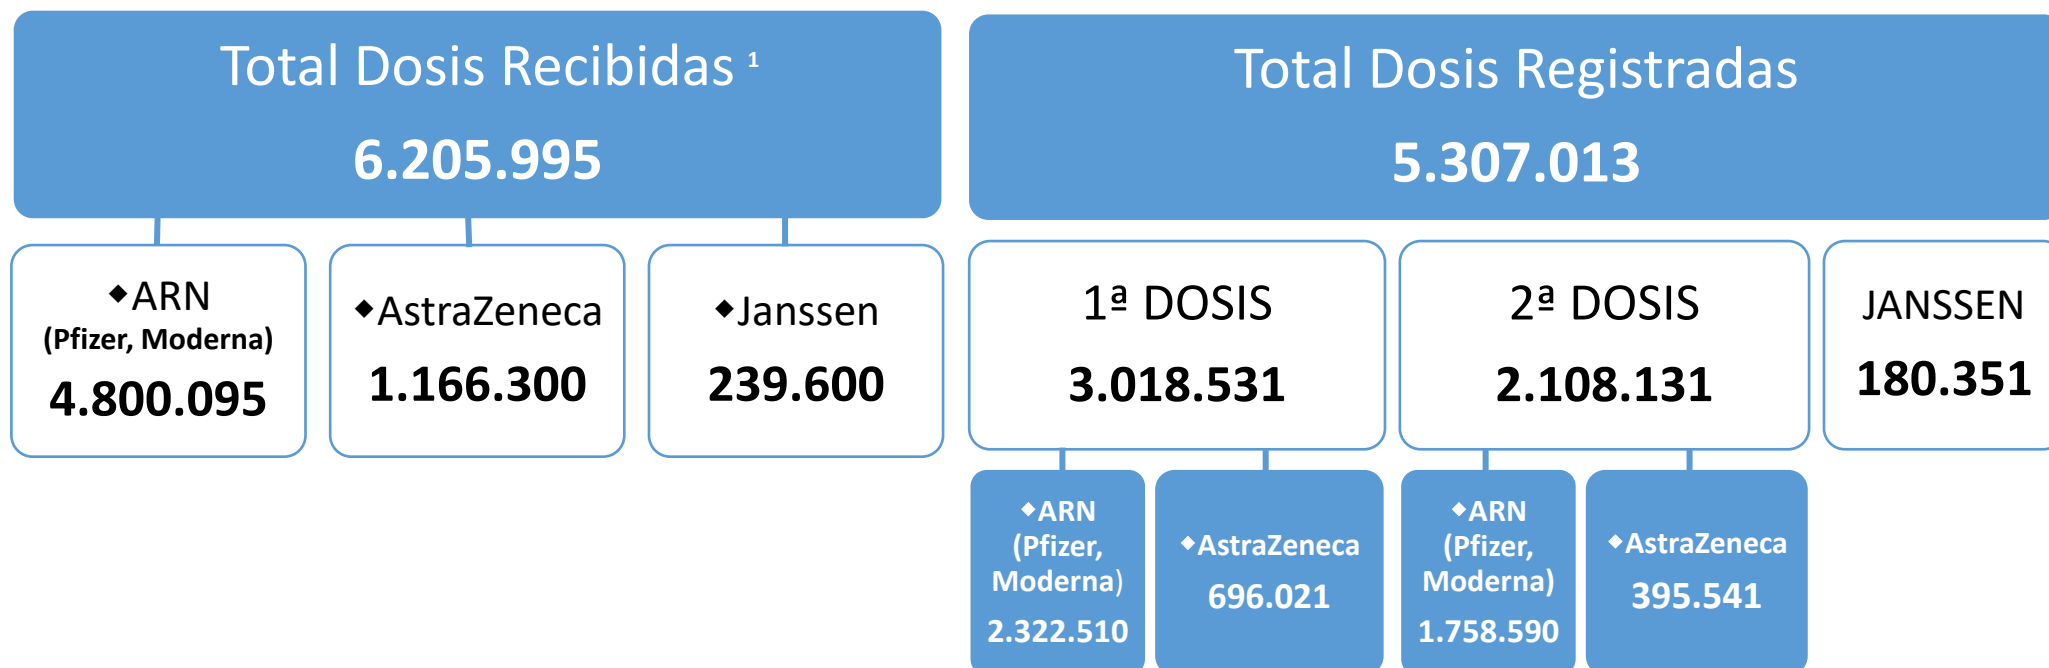 Total Dosis Recibidas ¹
6.205.995
◆ARN
(Pfizer, Moderna)
4.800.095
◆AstraZeneca
1.166.300
◆Janssen
239.600
Total Dosis Registradas
5.307.013
1ª DOSIS
3.018.531
◆ARN
(Pfizer,
Moderna)
2.322.510
◆AstraZeneca
696.021
2ª DOSIS
2.108.131
◆ARN
(Pfizer,
Moderna)
1.758.590
◆AstraZeneca
395.541
JANSSEN
180.351